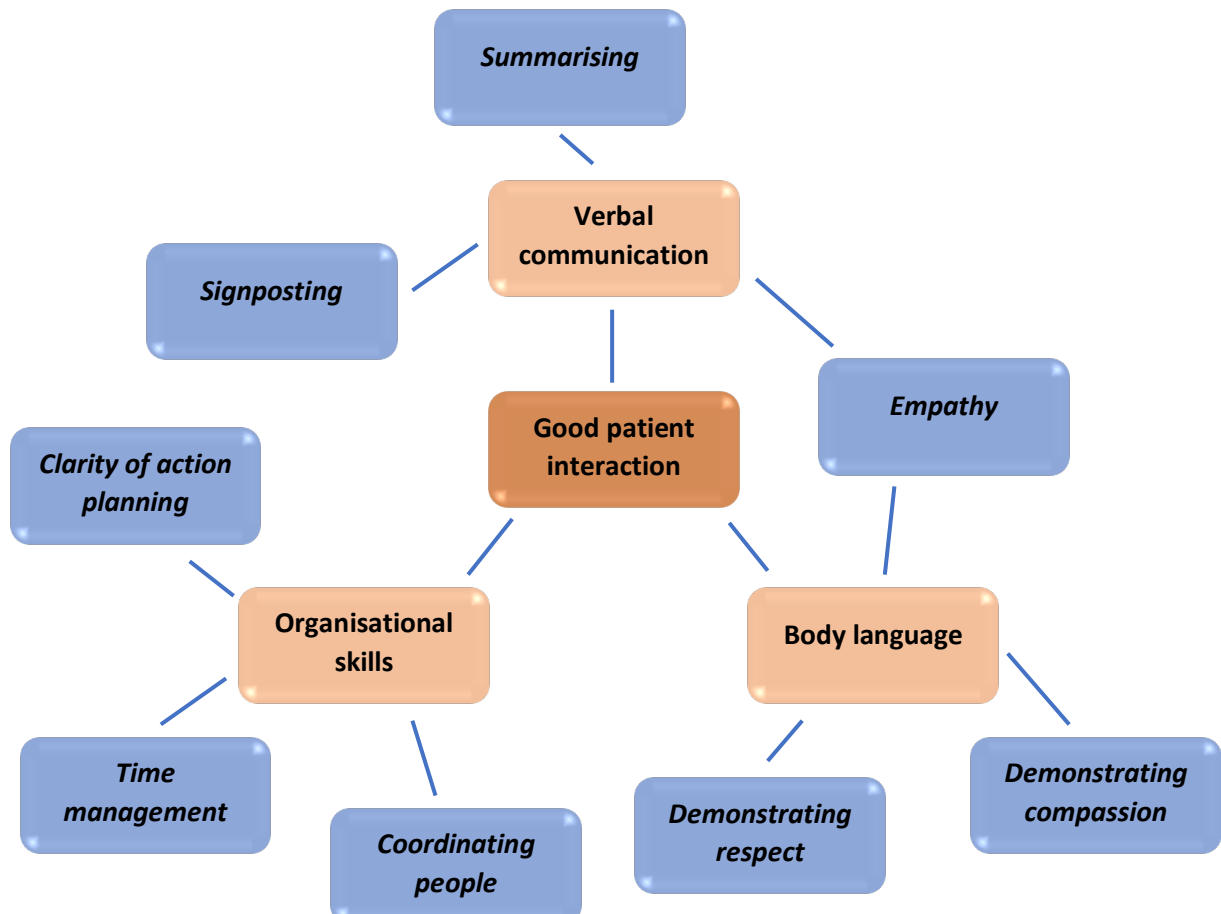 Summarising
Verbal
communication
Signposting
Empathy
Good patient
interaction
Clarity of action
planning
Organisational
skills
Body language
Time
management
Coordinating
people
Demonstrating
respect
Demonstrating
compassion